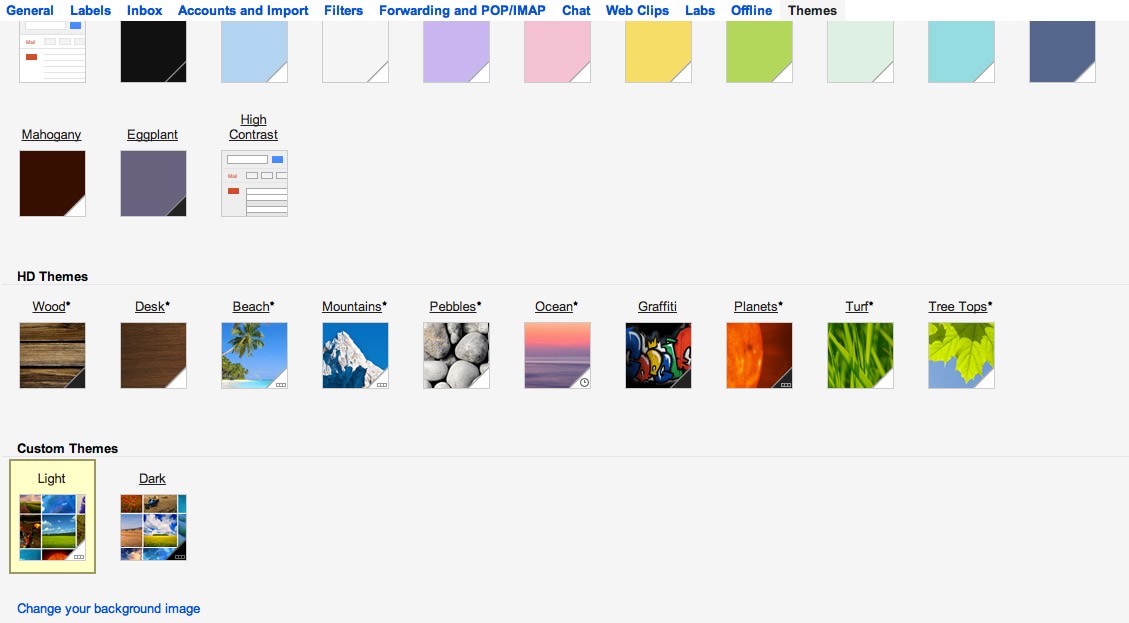 General Labels Inbox Accounts and Import Filters Forwarding and POP/IMAP Chat Web Clips Labs Offline Themes
Mail
Mahogany Eggplant High Contrast
Mail
HD Themes
Wood* Desk* Beach* Mountains* Pebbles* Ocean* Graffiti Planets* Turf* Tree Tops*
Custom Themes
Light Dark
Change your background image